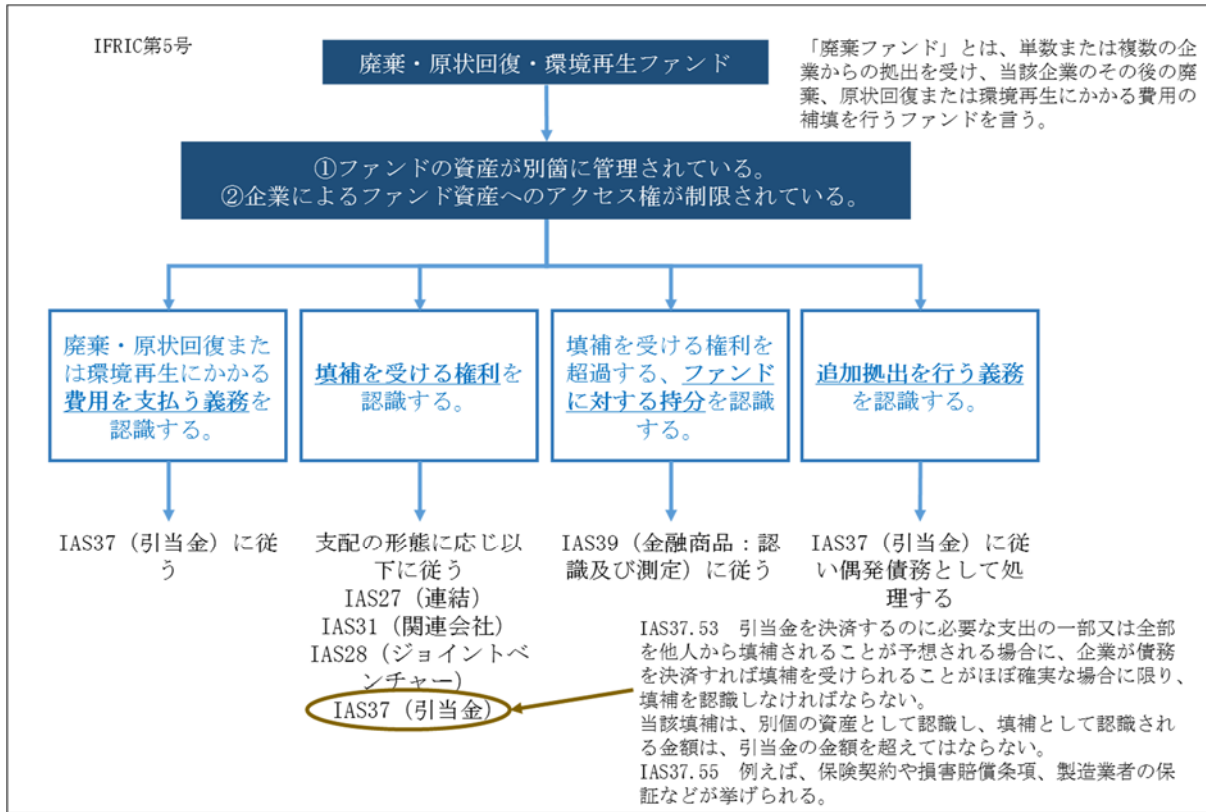 IFRIC第5号
廃棄・原状回復・環境再生ファンド
「廃棄ファンド」とは、単数または複数の企
業からの拠出を受け、当該企業のその後の廃
棄、原状回復または環境再生にかかる費用の
補填を行うファンドを言う。
①ファンドの資産が別箇に管理されている。
②企業によるファンド資産へのアクセス権が制限されている。
廃棄・原状回復また
は環境再生にかかる
費用を支払う義務を
認識する。
填補を受ける権利を
認識する。
填補を受ける権利を
超過する、ファンド
に対する持分を認識
する。
追加拠出を行う義務
を認識する。
IAS37（引当金）に従
う
支配の形態に応じ以
下に従う
IAS27（連結）
IAS31（関連会社）
IAS28（ジョイントベ
ンチャー）
IAS37（引当金）
IAS39（金融商品：認
識及び測定）に従う
IAS37（引当金）に従
い偶発債務として処
理する
IAS37.53　引当金を決済するのに必要な支出の一部又は全部
を他人から填補されることが予想される場合に、企業が債務
を決済すれば填補を受けられることがほぼ確実な場合に限り、
填補を認識しなければならない。
当該填補は、別個の資産として認識し、填補として認識され
る金額は、引当金の金額を超えてはならない。
IAS37.55　例えば、保険契約や損害賠償条項、製造業者の保
証などが挙げられる。